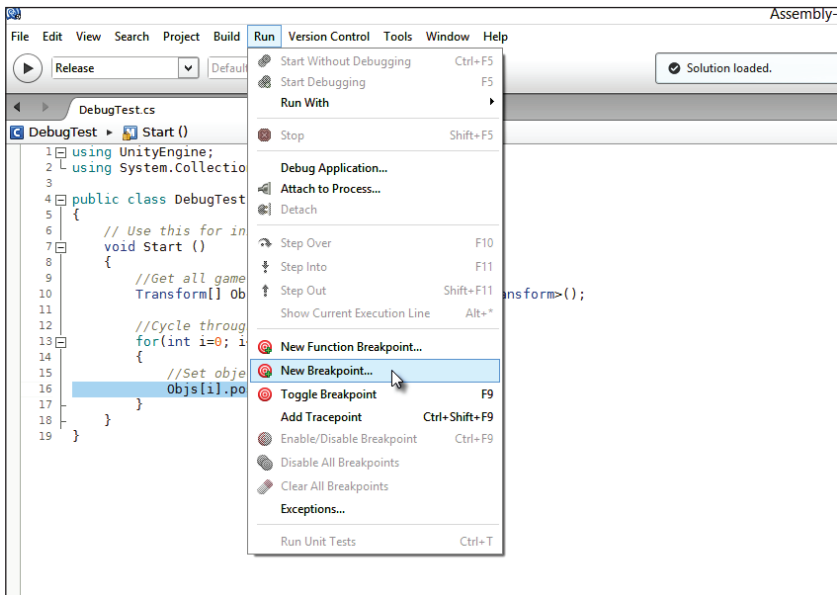 Assembly-
File Edit View Search Project Build Run Version Control Tools Window Help
Release Default
Solution loaded.
DebugTest.cs
DebugTest Start ()
1 using UnityEngine;
2 using System.Collection
3
4 public class DebugTest
5 {
6 // Use this for in
7 void Start ()
8 {
9 //Get all game
10 Transform[] Ob ansform>();
11
12 //Cycle throug
13 for(int i=0; i<
14 {
15 //Set obje
16 Objs[i].po
17 }
18 }
19 }
Start Without Debugging Ctrl+F5
Start Debugging F5
Run With
Stop Shift+F5
Debug Application...
Attach to Process...
Detach
Step Over F10
Step Into F11
Step Out Shift+F11
Show Current Execution Line Alt+*
New Function Breakpoint...
New Breakpoint...
Toggle Breakpoint F9
Add Tracepoint Ctrl+Shift+F9
Enable/Disable Breakpoint Ctrl+F9
Disable All Breakpoints
Clear All Breakpoints
Exceptions...
Run Unit Tests Ctrl+T